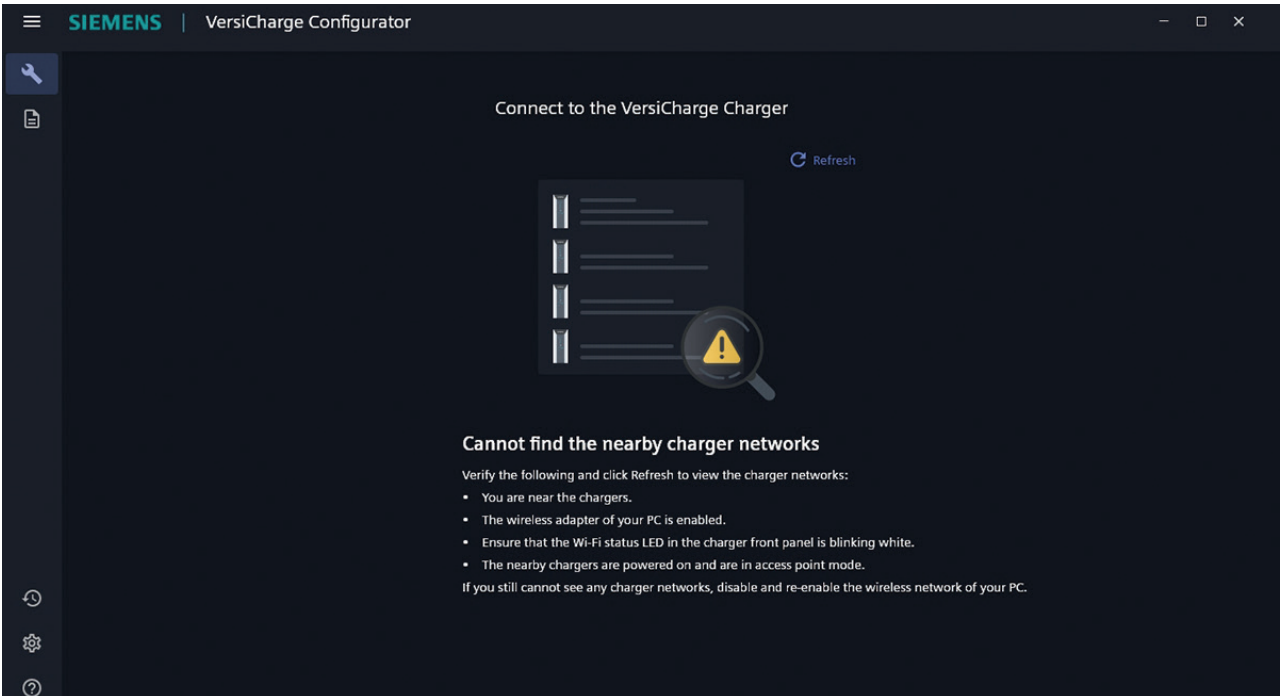 SIEMENS | VersiCharge Configurator
Connect to the VersiCharge Charger
Refresh
Cannot find the nearby charger networks
Verify the following and click Refresh to view the charger networks:
• You are near the chargers.
• The wireless adapter of your PC is enabled.
• Ensure that the Wi-Fi status LED in the charger front panel is blinking white.
• The nearby chargers are powered on and are in access point mode.
If you still cannot see any charger networks, disable and re-enable the wireless network of your PC.